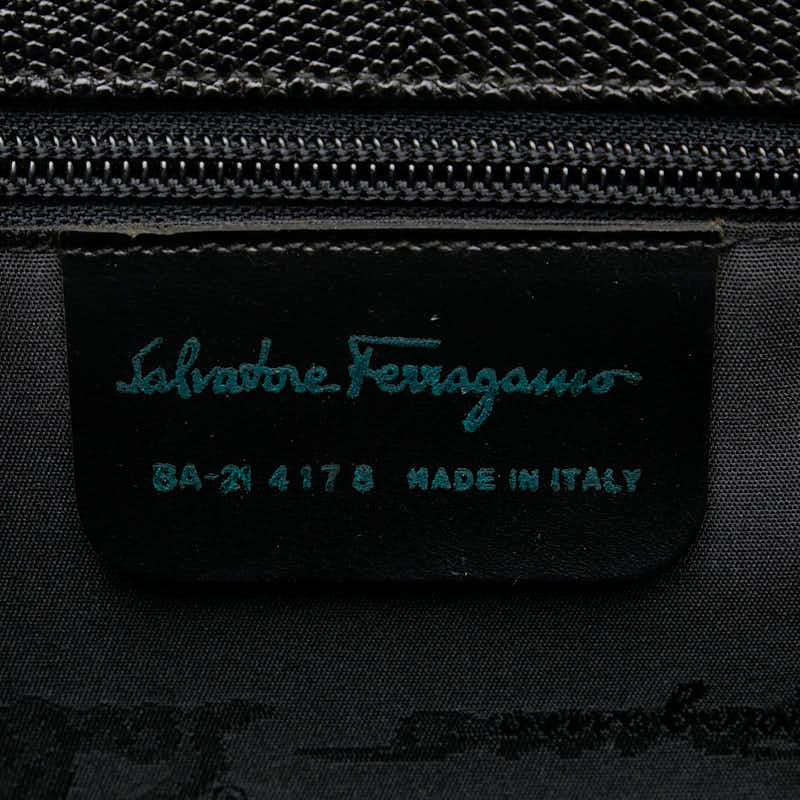 Salvatore Ferragamo
BA-21 4178 MADE IN ITALY